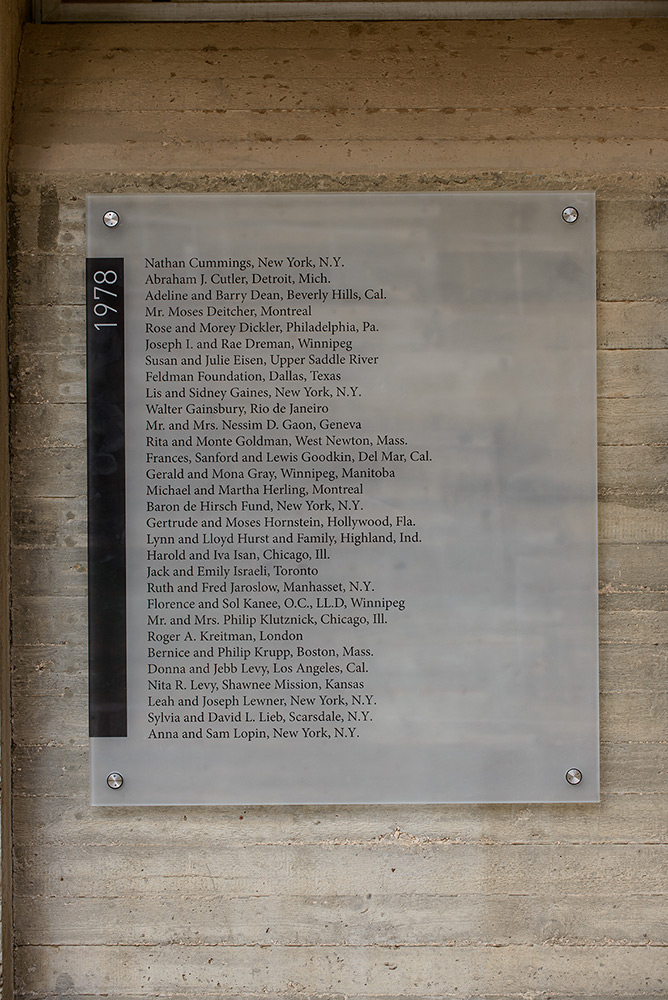 1978
Nathan Cummings, New York, N.Y.
Abraham J. Cutler, Detroit, Mich.
Adeline and Barry Dean, Beverly Hills, Cal.
Mr. Moses Deitcher, Montreal
Rose and Morey Dickler, Philadelphia, Pa.
Joseph I. and Rae Dreman, Winnipeg
Susan and Julie Eisen, Upper Saddle River
Feldman Foundation, Dallas, Texas
Lis and Sidney Gaines, New York, N.Y.
Walter Gainsbury, Rio de Janeiro
Mr. and Mrs. Nessim D. Gaon, Geneva
Rita and Monte Goldman, West Newton, Mass.
Frances, Sanford and Lewis Goodkin, Del Mar, Cal.
Gerald and Mona Gray, Winnipeg, Manitoba
Michael and Martha Herling, Montreal
Baron de Hirsch Fund, New York, N.Y.
Gertrude and Moses Hornstein, Hollywood, Fla.
Lynn and Lloyd Hurst and Family, Highland, Ind.
Harold and Iva Isan, Chicago, Ill.
Jack and Emily Israeli, Toronto
Ruth and Fred Jaroslow, Manhasset, N.Y.
Florence and Sol Kanee, O.C., LL.D, Winnipeg
Mr. and Mrs. Philip Klutznick, Chicago, Ill.
Roger A. Kreitman, London
Bernice and Philip Krupp, Boston, Mass.
Donna and Jebb Levy, Los Angeles, Cal.
Nita R. Levy, Shawnee Mission, Kansas
Leah and Joseph Lewner, New York, N.Y.
Sylvia and David L. Lieb, Scarsdale, N.Y.
Anna and Sam Lopin, New York, N.Y.